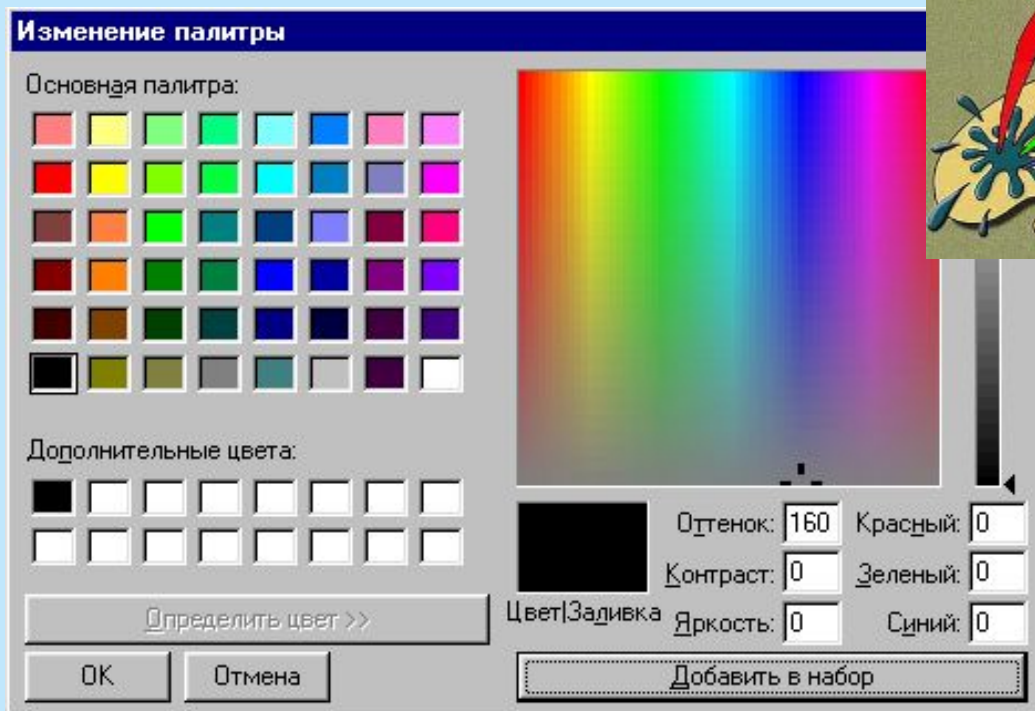 Изменение палитры
Основная палитра:
Дополнительные цвета:
Определить цвет >>
OK
Отмена
Цвет|Заливка
Оттенок: 160
Контраст: 0
Яркость: 0
Красный: 0
Зеленый: 0
Синий: 0
Добавить в набор